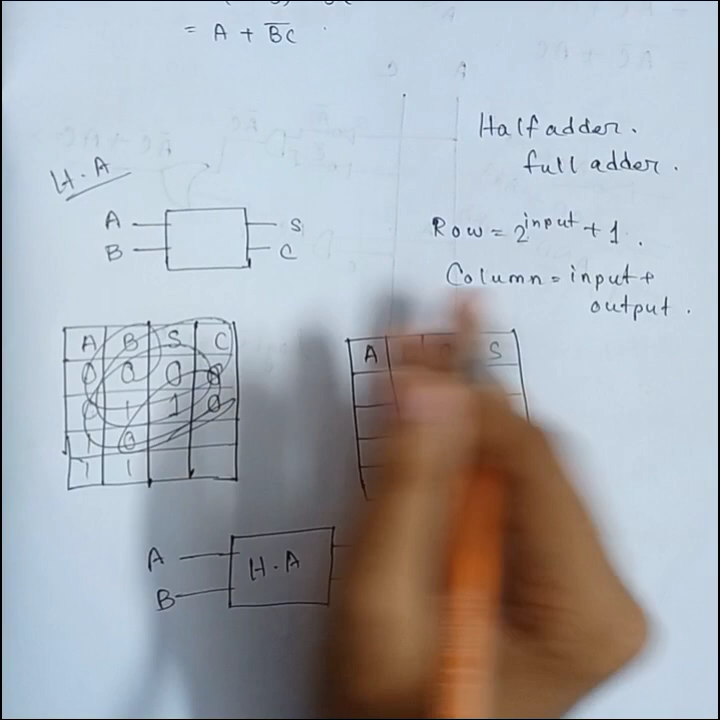 = A + B̅C̅
Half adder.
full adder.
H.A
A
S
B
C
Row = 2^input + 1.
Column = input +
output.
A B S C
0 0 0 0
0 1 1 0
1 0
1 1
A S
A
H.A
B